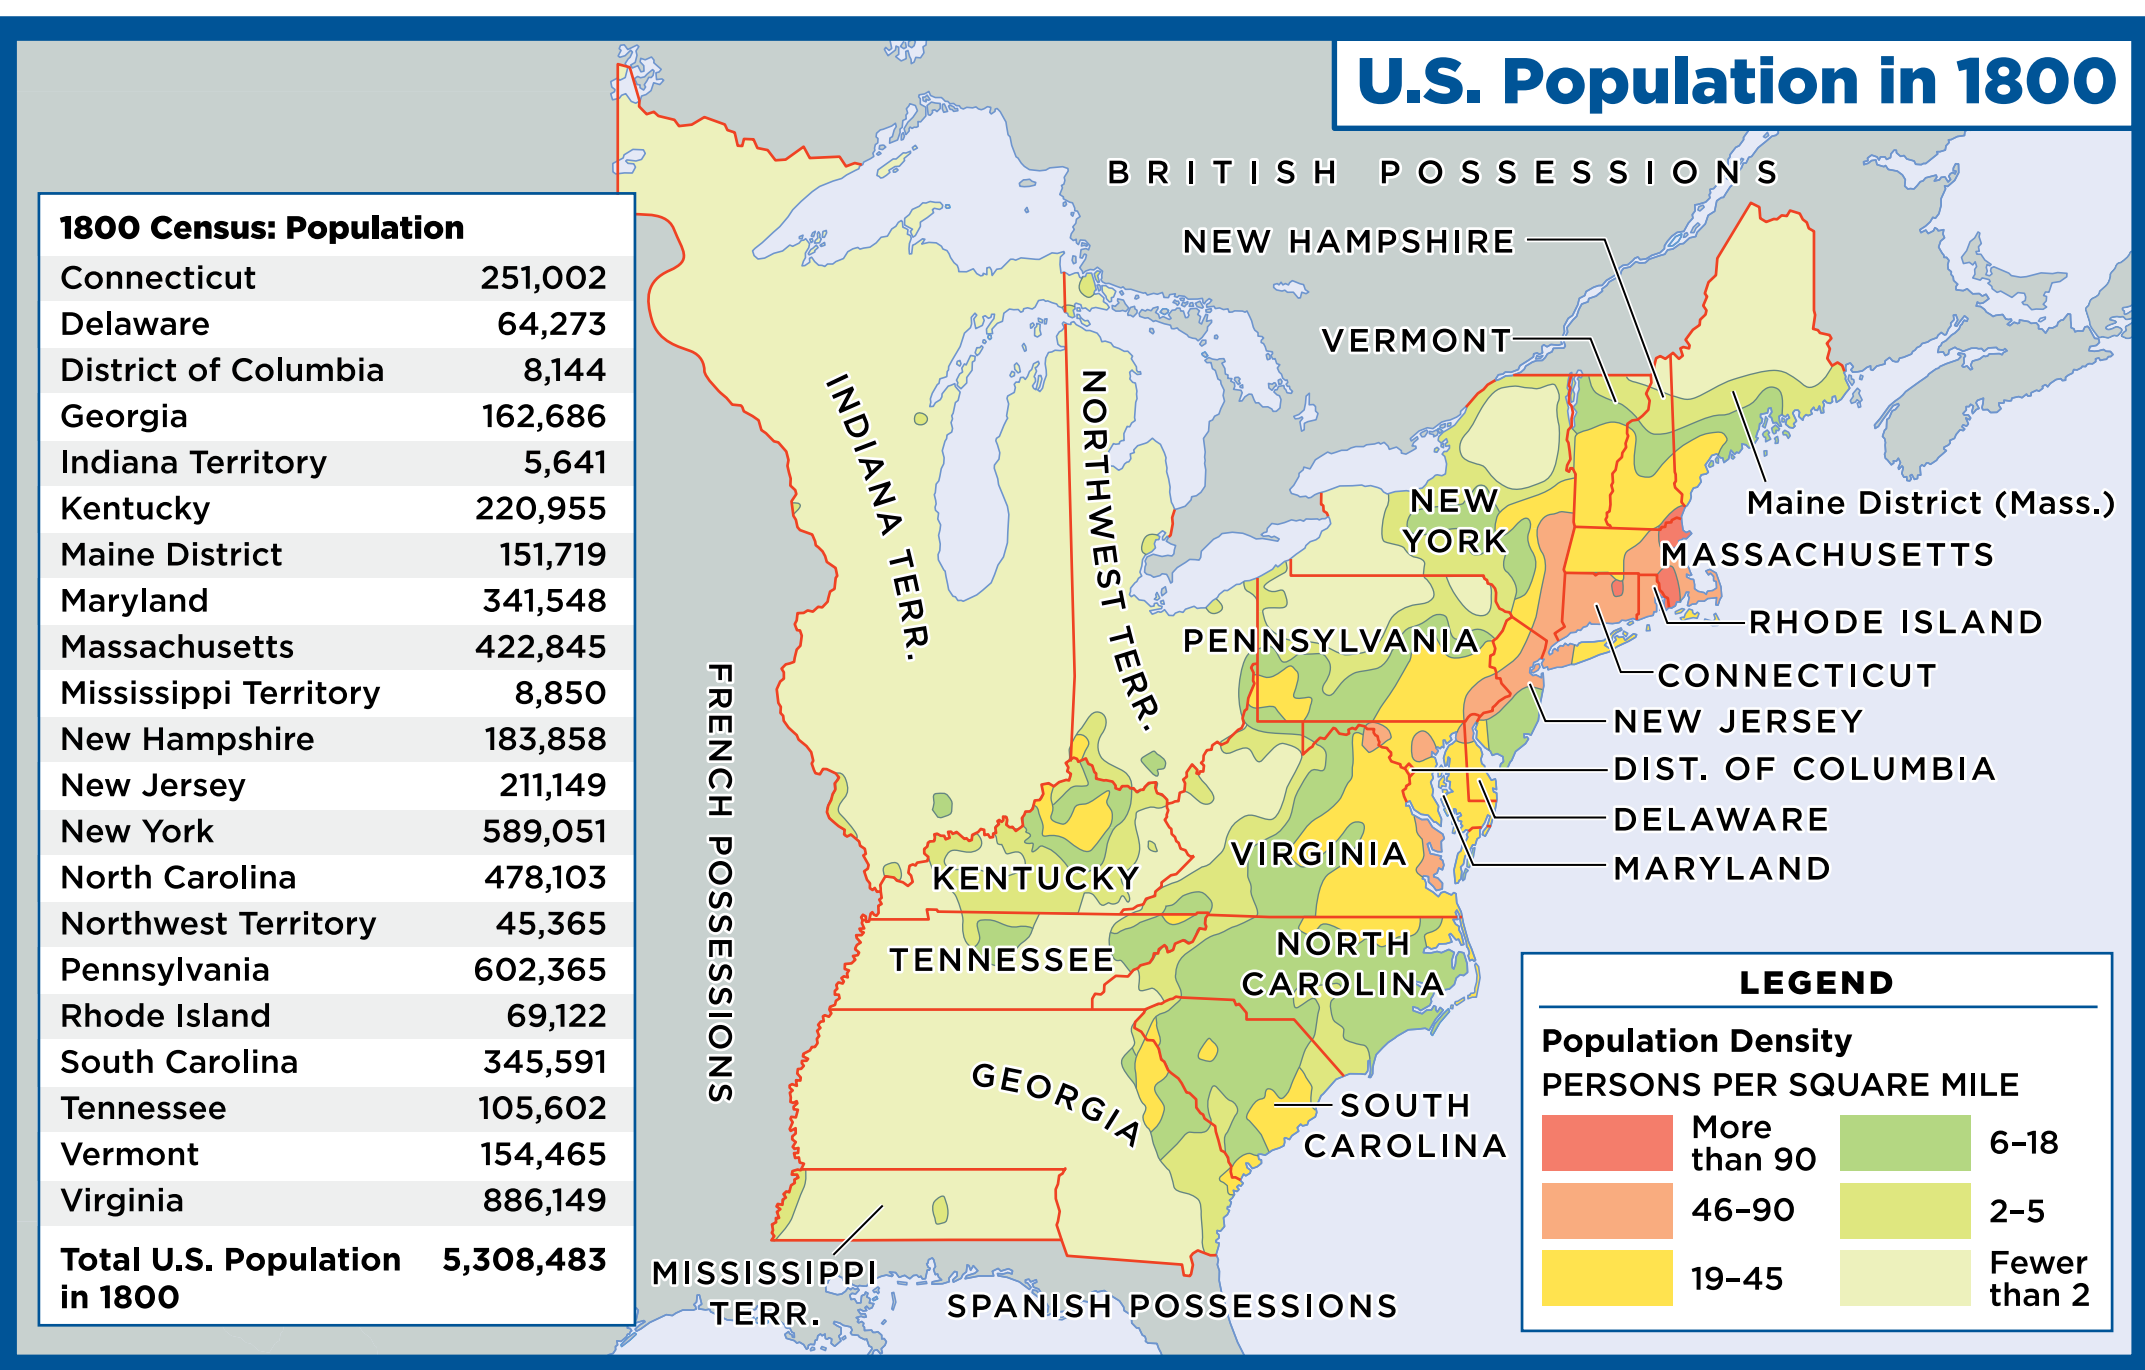 U.S. Population in 1800
1800 Census: Population
Connecticut 251,002
Delaware 64,273
District of Columbia 8,144
Georgia 162,686
Indiana Territory 5,641
Kentucky 220,955
Maine District 151,719
Maryland 341,548
Massachusetts 422,845
Mississippi Territory 8,850
New Hampshire 183,858
New Jersey 211,149
New York 589,051
North Carolina 478,103
Northwest Territory 45,365
Pennsylvania 602,365
Rhode Island 69,122
South Carolina 345,591
Tennessee 105,602
Vermont 154,465
Virginia 886,149
Total U.S. Population 5,308,483
in 1800
BRITISH POSSESSIONS
NEW HAMPSHIRE
VERMONT
INDIANA TERR.
NORTHWEST TERR.
NEW
YORK
Maine District (Mass.)
MASSACHUSETTS
RHODE ISLAND
PENNSYLVANIA
CONNECTICUT
NEW JERSEY
DIST. OF COLUMBIA
DELAWARE
MARYLAND
FRENCH POSSESSIONS
VIRGINIA
KENTUCKY
TENNESSEE
NORTH
CAROLINA
GEORGIA
SOUTH
CAROLINA
MISSISSIPPI
TERR.
SPANISH POSSESSIONS
LEGEND
Population Density
PERSONS PER SQUARE MILE
More
than 90
46–90
19–45
6–18
2–5
Fewer
than 2